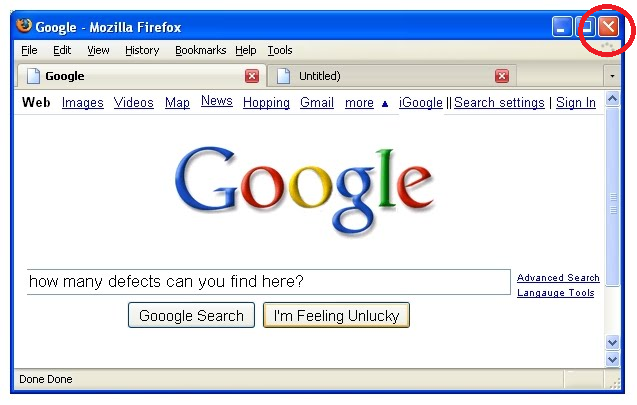 Google - Mozilla Firefox
File Edit View History Bookmarks Help Tools
Google Untitled)
Web Images Videos Map News Hopping Gmail more ▲ iGoogle || Search settings | Sign In
Google
how many defects can you find here?
Advanced Search
Langauge Tools
Gooogle Search I'm Feeling Unlucky
Done Done